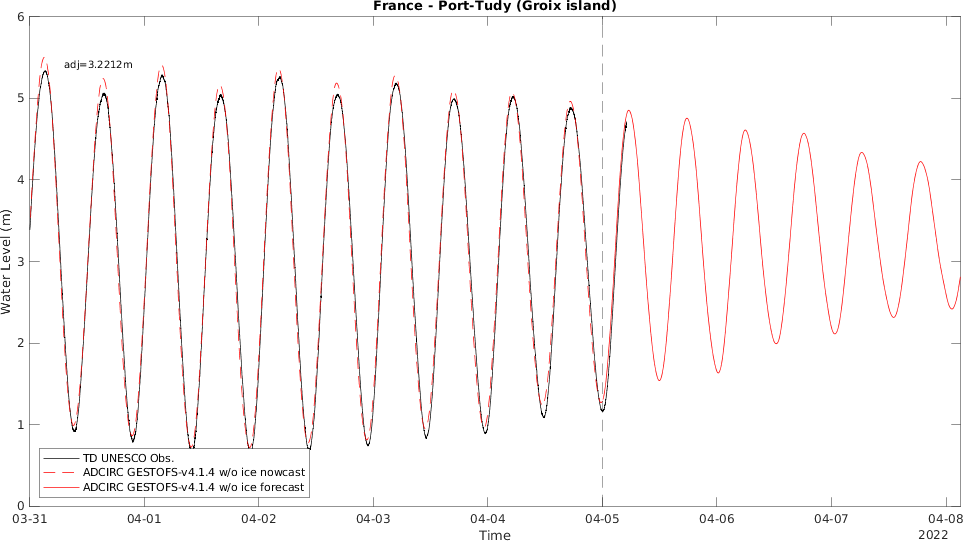 France - Port-Tudy (Groix island)
adj=3.2212m
6
5
4
3
2
1
0
Water Level (m)
TD UNESCO Obs.
ADCIRC GESTOFS-v4.1.4 w/o ice nowcast
ADCIRC GESTOFS-v4.1.4 w/o ice forecast
03-31 04-01 04-02 04-03 04-04 04-05 04-06 04-07 04-08
Time
2022